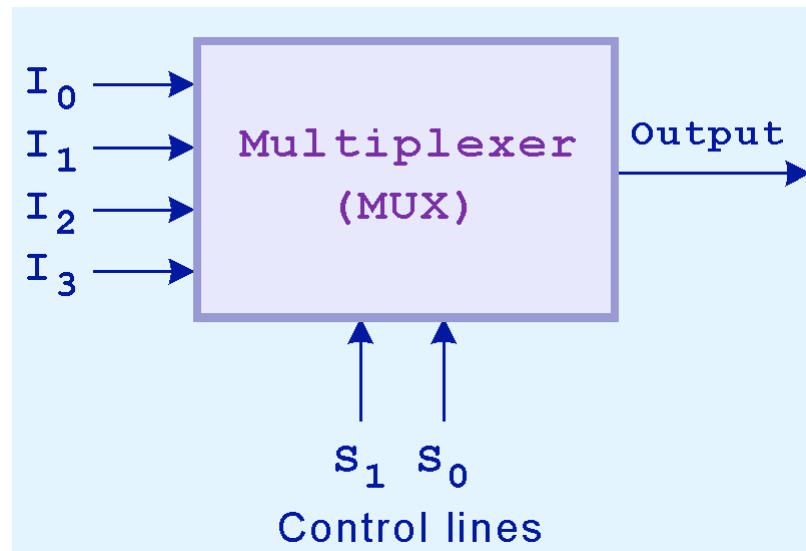 I0
I1
I2
I3
Multiplexer
(MUX)
Output
S1 S0
Control lines